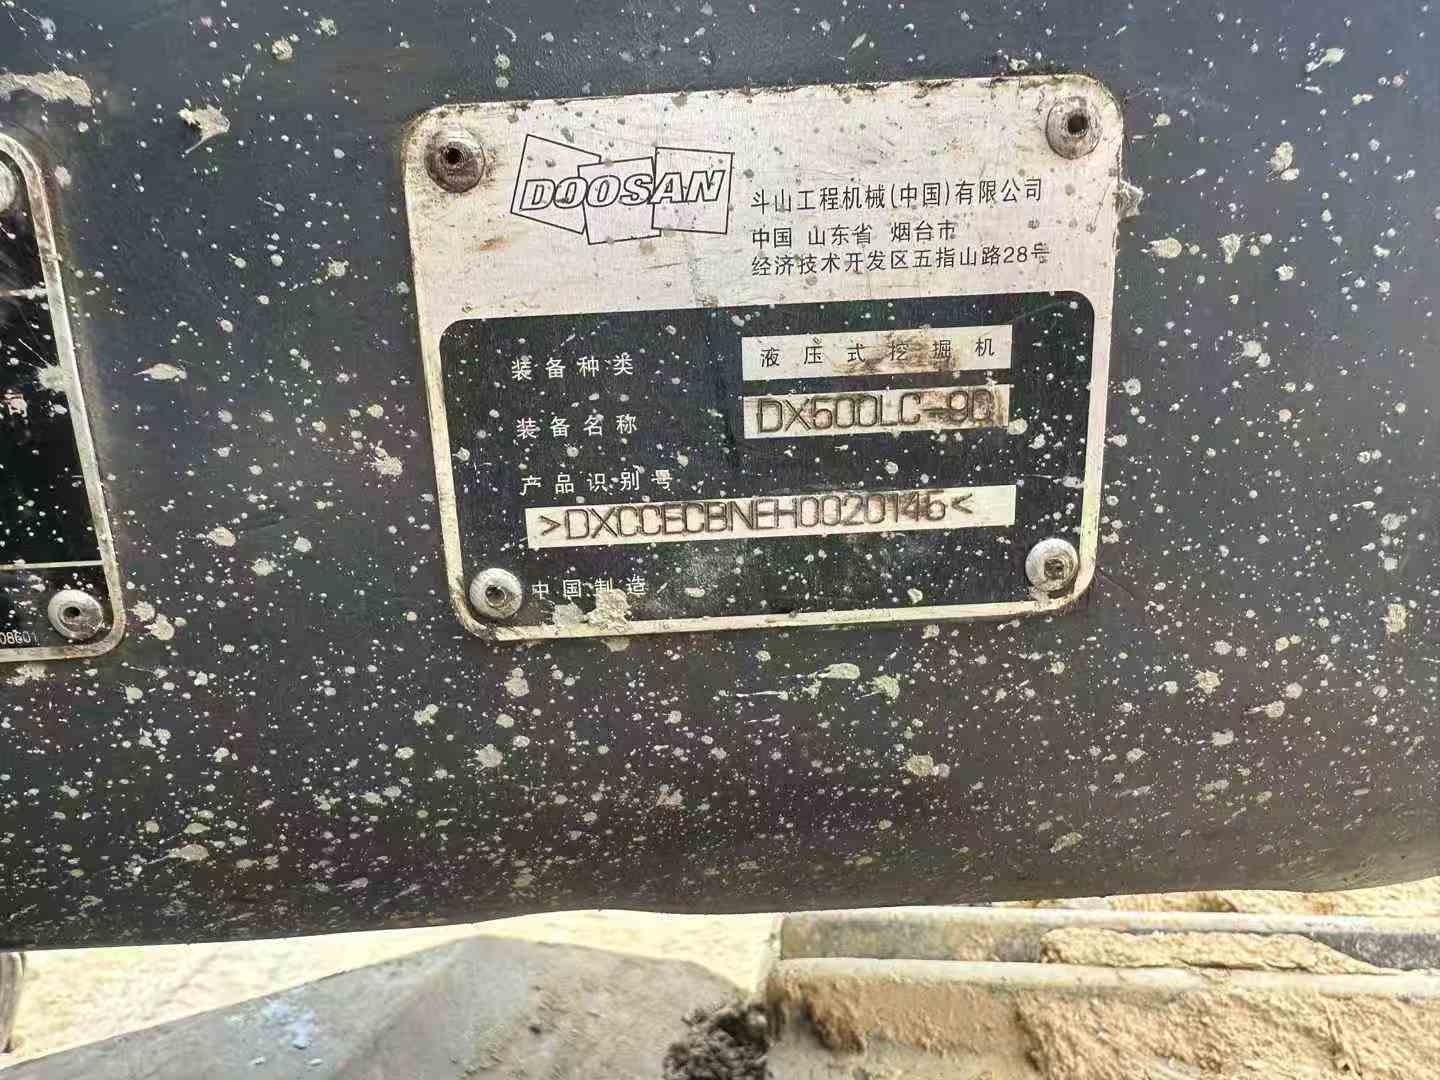 DOOSAN
斗山工程机械(中国)有限公司
中国 山东省 烟台市
经济技术开发区五指山路28号
装备种类 液压式挖掘机
装备名称 DX500LC-9C
产品识别号
>DXCCECBNEH0020145<
中国制造
08601